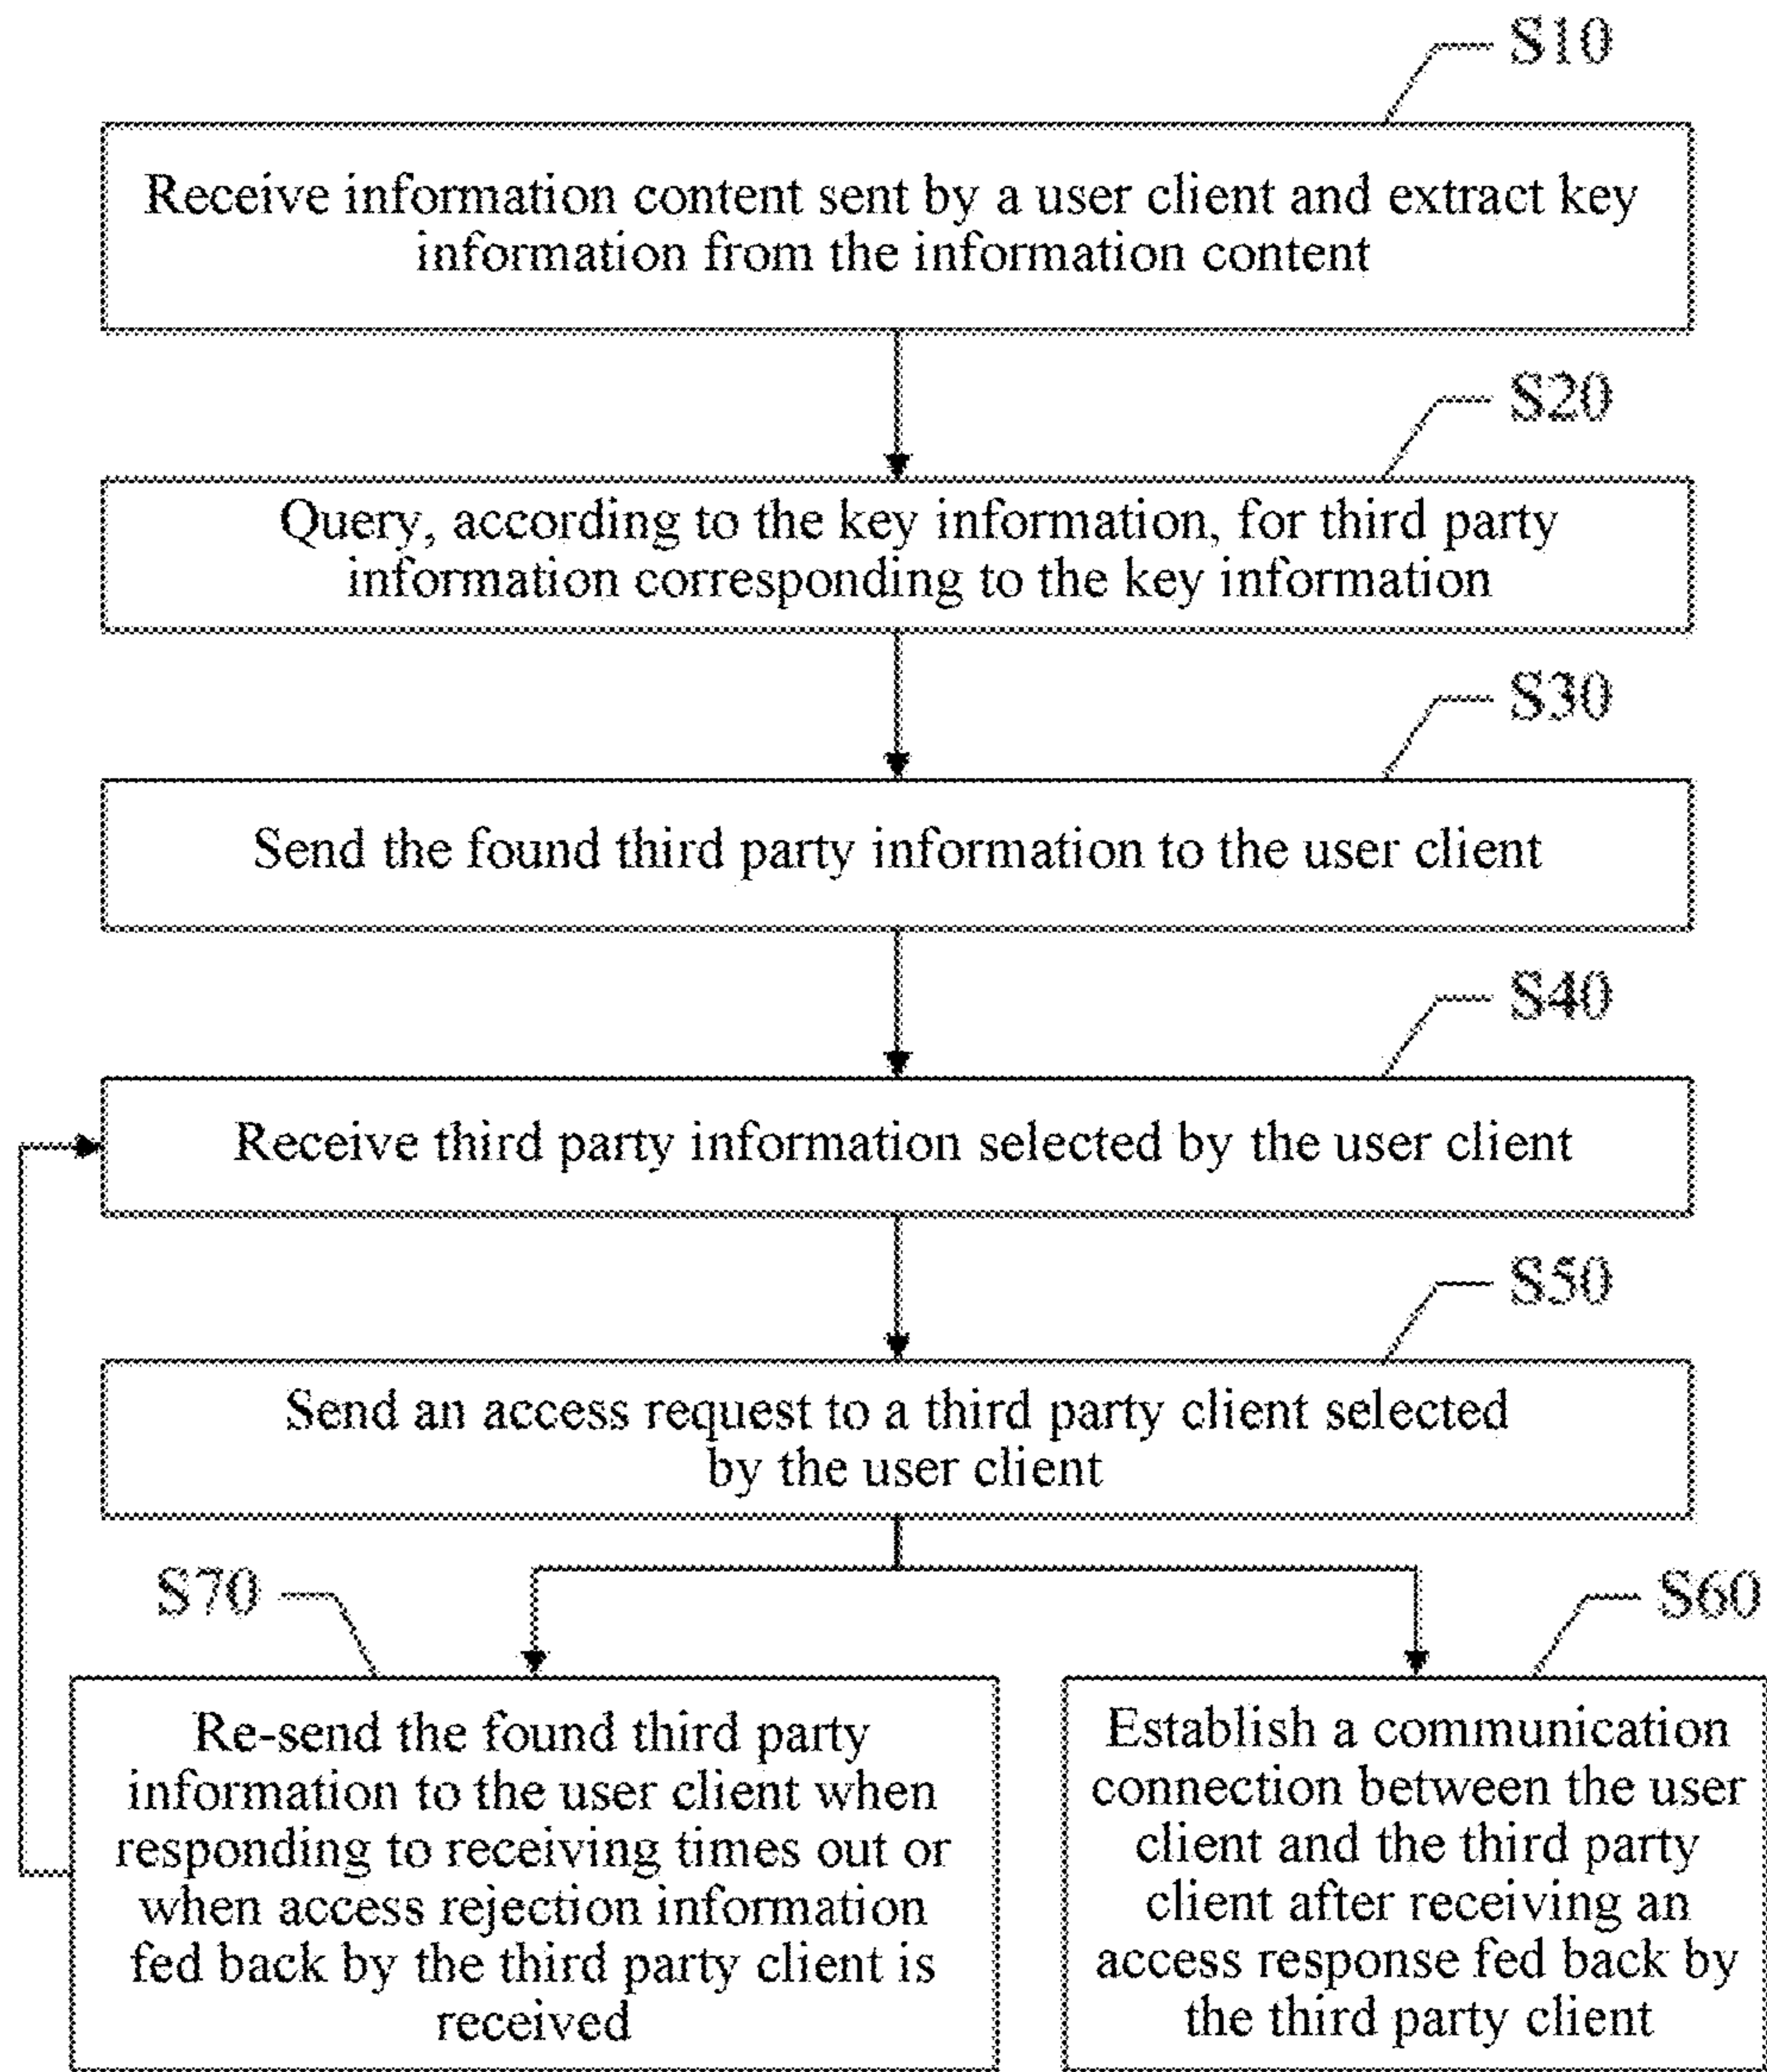 S10
Receive information content sent by a user client and extract key
information from the information content
S20
Query, according to the key information, for third party
information corresponding to the key information
S30
Send the found third party information to the user client
S40
Receive third party information selected by the user client
S50
Send an access request to a third party client selected
by the user client
S70
Re-send the found third party
information to the user client when
responding to receiving times out or
when access rejection information
fed back by the third party client is
received
S60
Establish a communication
connection between the user
client and the third party
client after receiving an
access response fed back by
the third party client